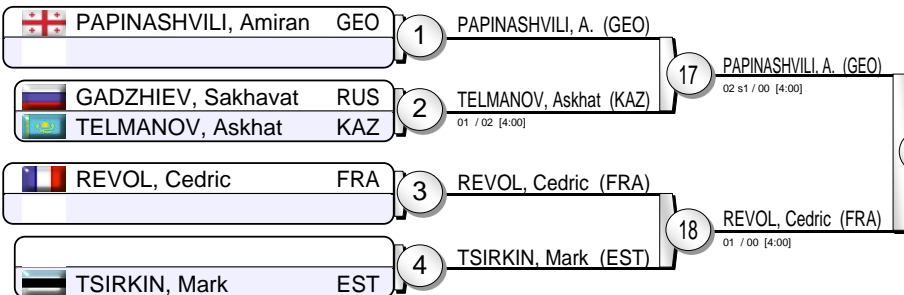 PAPINASHVILI, Amiran GEO
1
PAPINASHVILI, A. (GEO)
GADZHIEV, Sakhavat RUS
TELMANOV, Askhat KAZ
2
TELMANOV, Askhat (KAZ)
01 / 02 [4:00]
17
PAPINASHVILI, A. (GEO)
02 s1 / 00 [4:00]
REVOL, Cedric FRA
3
REVOL, Cedric (FRA)
TSIRKIN, Mark EST
4
TSIRKIN, Mark (EST)
18
REVOL, Cedric (FRA)
01 / 00 [4:00]